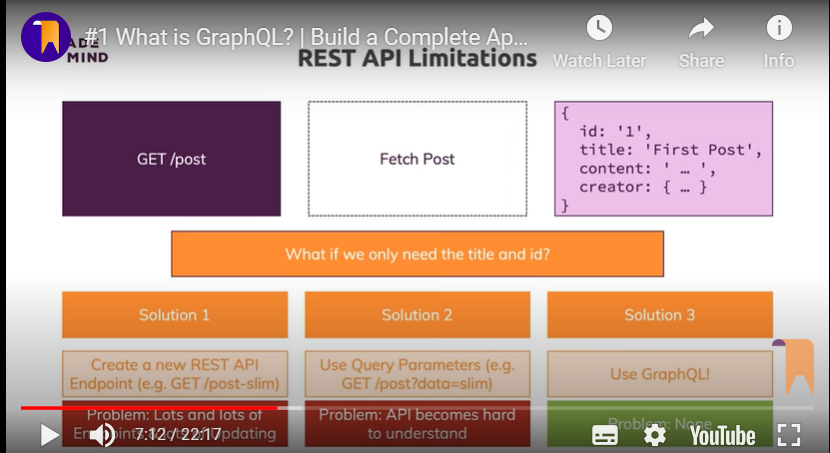 #1 What is GraphQL? | Build a Complete Ap...
ADE
MIND
REST API Limitations
Watch Later
Share
Info
GET /post
Fetch Post
{
id: '1',
title: 'First Post',
content: ' … ',
creator: { … }
}
What if we only need the title and id?
Solution 1
Solution 2
Solution 3
Create a new REST API
Endpoint (e.g. GET /post-slim)
Use Query Parameters (e.g.
GET /post?data=slim)
Use GraphQL!
Problem: Lots and lots of
Updating
Problem: API becomes hard
to understand
Problem: None
7:12 / 22:17
YouTube